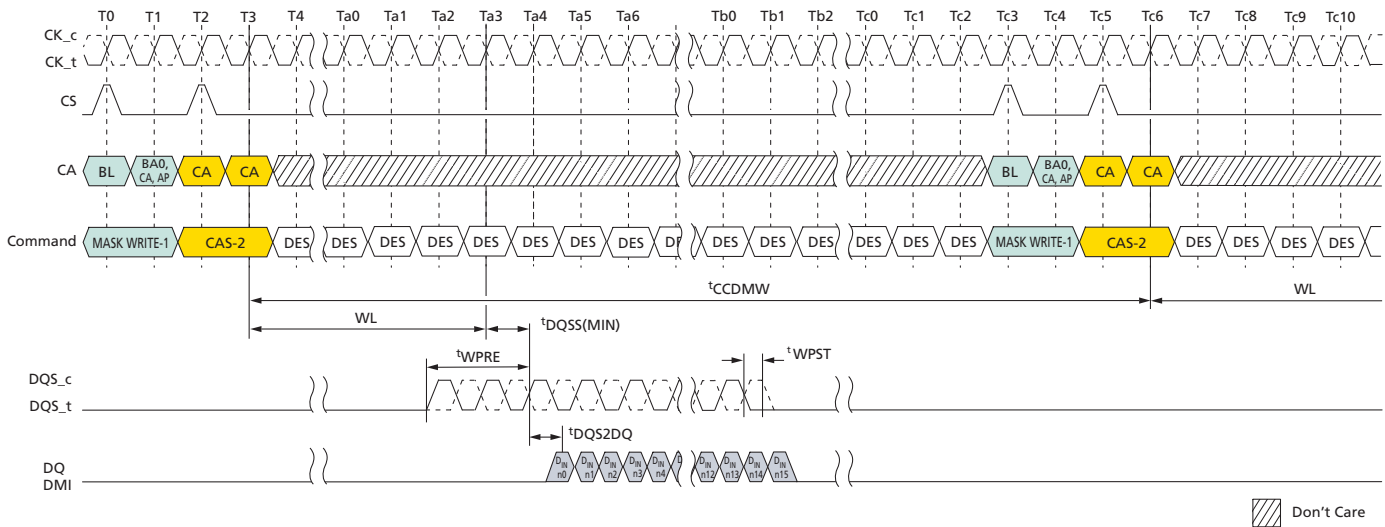 T0 T1 T2 T3 T4 Ta0 Ta1 Ta2 Ta3 Ta4 Ta5 Ta6 Tb0 Tb1 Tb2 Tc0 Tc1 Tc2 Tc3 Tc4 Tc5 Tc6 Tc7 Tc8 Tc9 Tc10
CK_c
CK_t
CS
CA BL BA0, CA, AP CA CA BL BA0, CA, AP CA CA
Command MASK WRITE-1 CAS-2 DES DES DES DES DES DES DES DES DES DES DES DES DES DES MASK WRITE-1 CAS-2 DES DES DES DES
tCCDMW WL
WL tDQSS(MIN)
tWPRE tWPST
DQS_c
DQS_t
tDQS2DQ
DQ
DMI
DIN n0 DIN n1 DIN n2 DIN n3 DIN n4 DIN n12 DIN n13 DIN n14 DIN n15
Don't Care